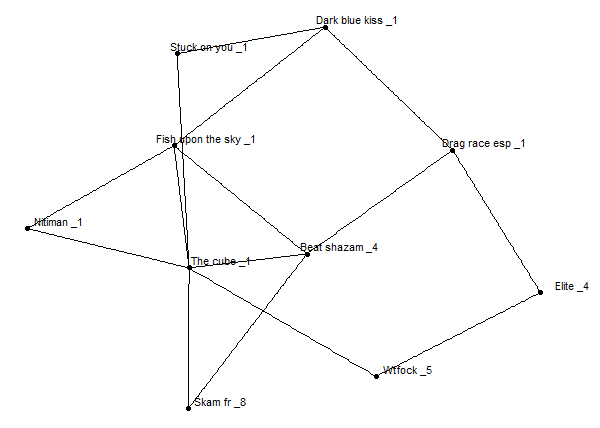 Dark blue kiss _1
Stuck on you _1
Fish upon the sky _1
Drag race esp _1
Nitiman _1
Beat shazam _4
The cube _1
Elite _4
Wtfock _5
Skam fr _8